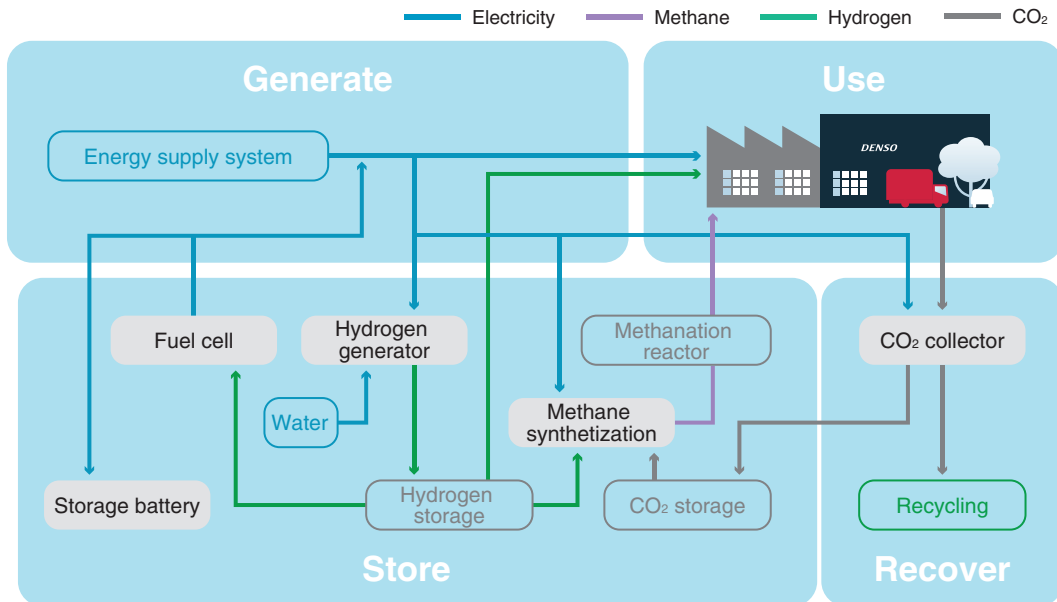 Electricity
Methane
Hydrogen
CO₂
Generate
Use
Energy supply system
DENSO
Fuel cell
Hydrogen
generator
Methanation
reactor
CO₂ collector
Water
Methane
synthetization
Storage battery
Hydrogen
storage
CO₂ storage
Recycling
Store
Recover